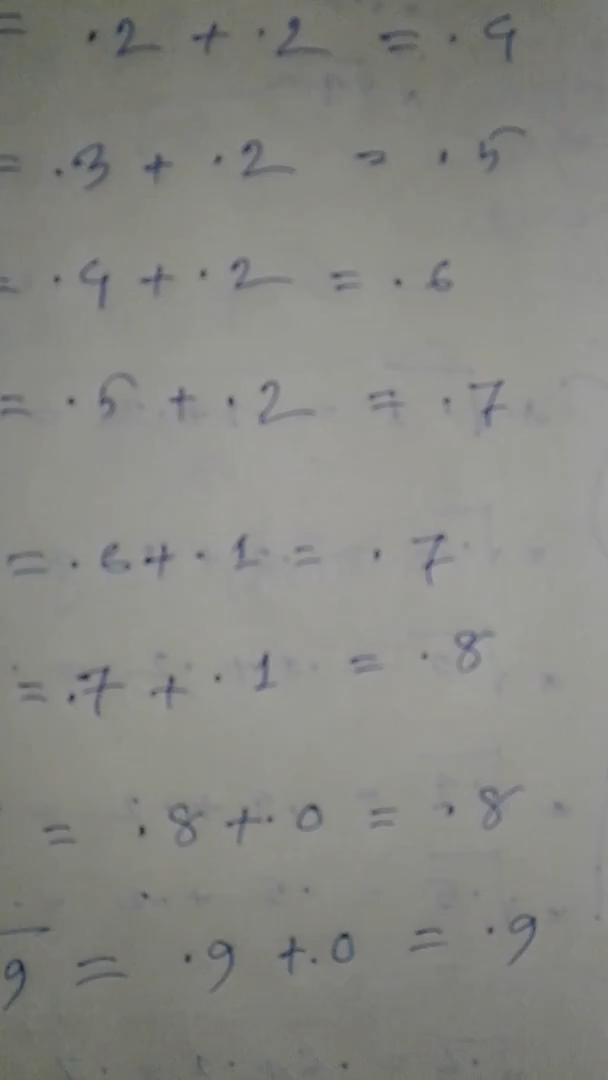 = .2 + .2 = .4
= .3 + .2 = .5
= .4 + .2 = .6
= .5 + .2 = .7
= .6 + .1 = .7
= .7 + .1 = .8
= .8 + .0 = .8
9 = .9 + .0 = .9